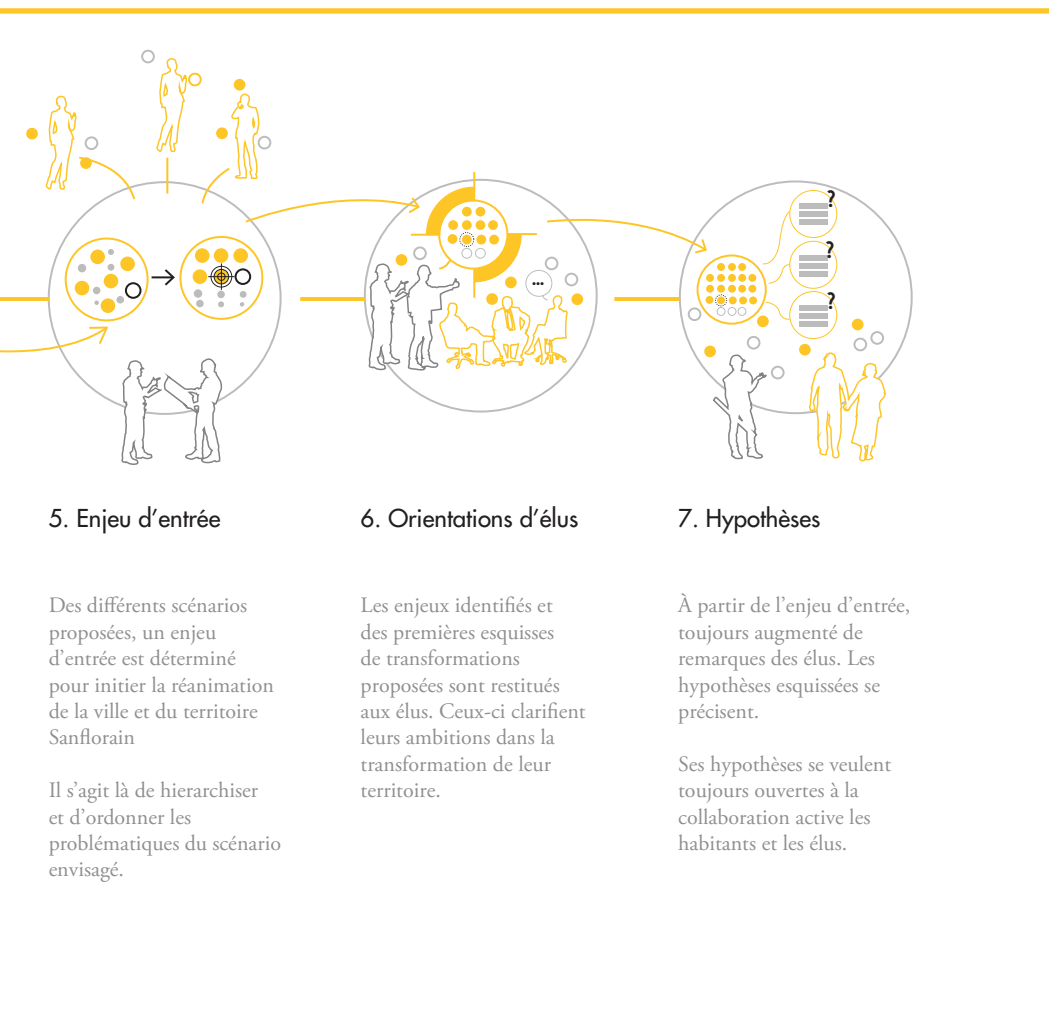 ?
?
?
•••
5. Enjeu d’entrée
Des différents scénarios
proposées, un enjeu
d’entrée est déterminé
pour initier la réanimation
de la ville et du territoire
Sanflorain
Il s’agit là de hierarchiser
et d’ordonner les
problématiques du scénario
envisagé.
6. Orientations d’élus
Les enjeux identifiés et
des premières esquisses
de transformations
proposées sont restitués
aux élus. Ceux-ci clarifient
leurs ambitions dans la
transformation de leur
territoire.
7. Hypothèses
À partir de l’enjeu d’entrée,
toujours augmenté de
remarques des élus. Les
hypothèses esquissées se
précisent.
Ses hypothèses se veulent
toujours ouvertes à la
collaboration active les
habitants et les élus.